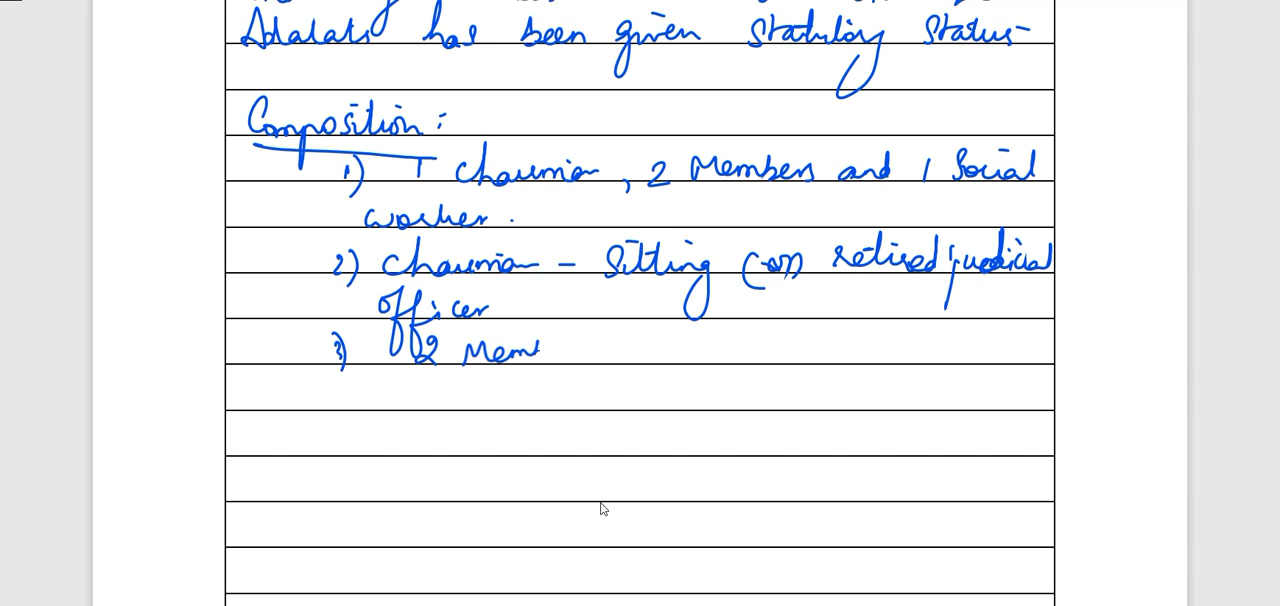 Adalats has been given statutory status-
Composition:
1) 1 Chairman, 2 Members and 1 Social
worker.
2) Chairman - Sitting (or) retired judicial
officer
3) 2 Mem